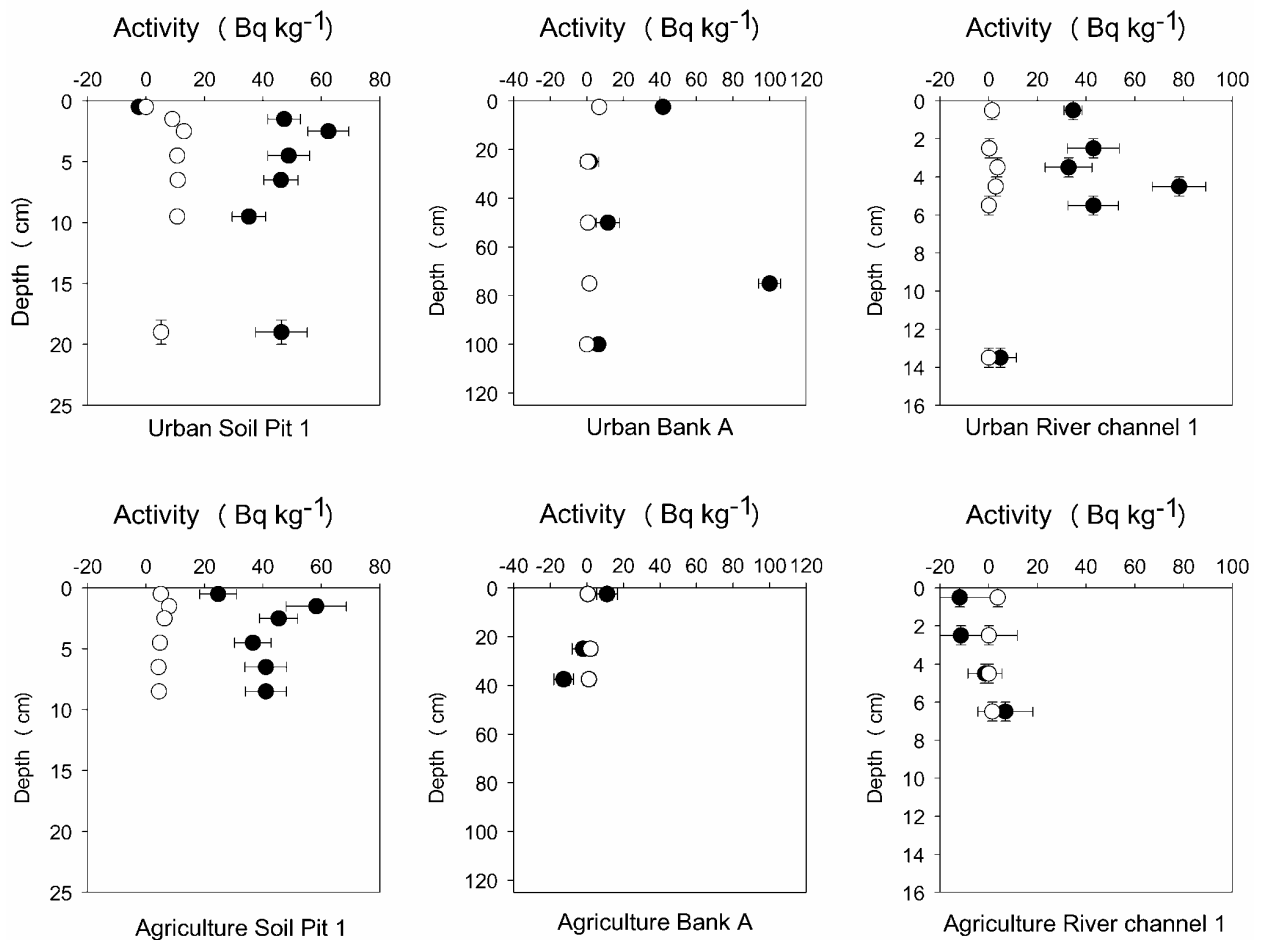 Activity ( Bq kg-1) Activity ( Bq kg-1) Activity ( Bq kg-1)
-20 0 20 40 60 80 -40 -20 0 20 40 60 80 100 120 -20 0 20 40 60 80 100
0 5 10 15 20 25
Depth ( cm)
0 20 40 60 80 100 120
Depth ( cm)
0 2 4 6 8 10 12 14 16
Depth ( cm)
Urban Soil Pit 1 Urban Bank A Urban River channel 1
Activity ( Bq kg-1) Activity ( Bq kg-1) Activity ( Bq kg-1)
-20 0 20 40 60 80 -40 -20 0 20 40 60 80 100 120 -20 0 20 40 60 80 100
0 5 10 15 20 25
Depth ( cm)
0 20 40 60 80 100 120
Depth ( cm)
0 2 4 6 8 10 12 14 16
Depth ( cm)
Agriculture Soil Pit 1 Agriculture Bank A Agriculture River channel 1